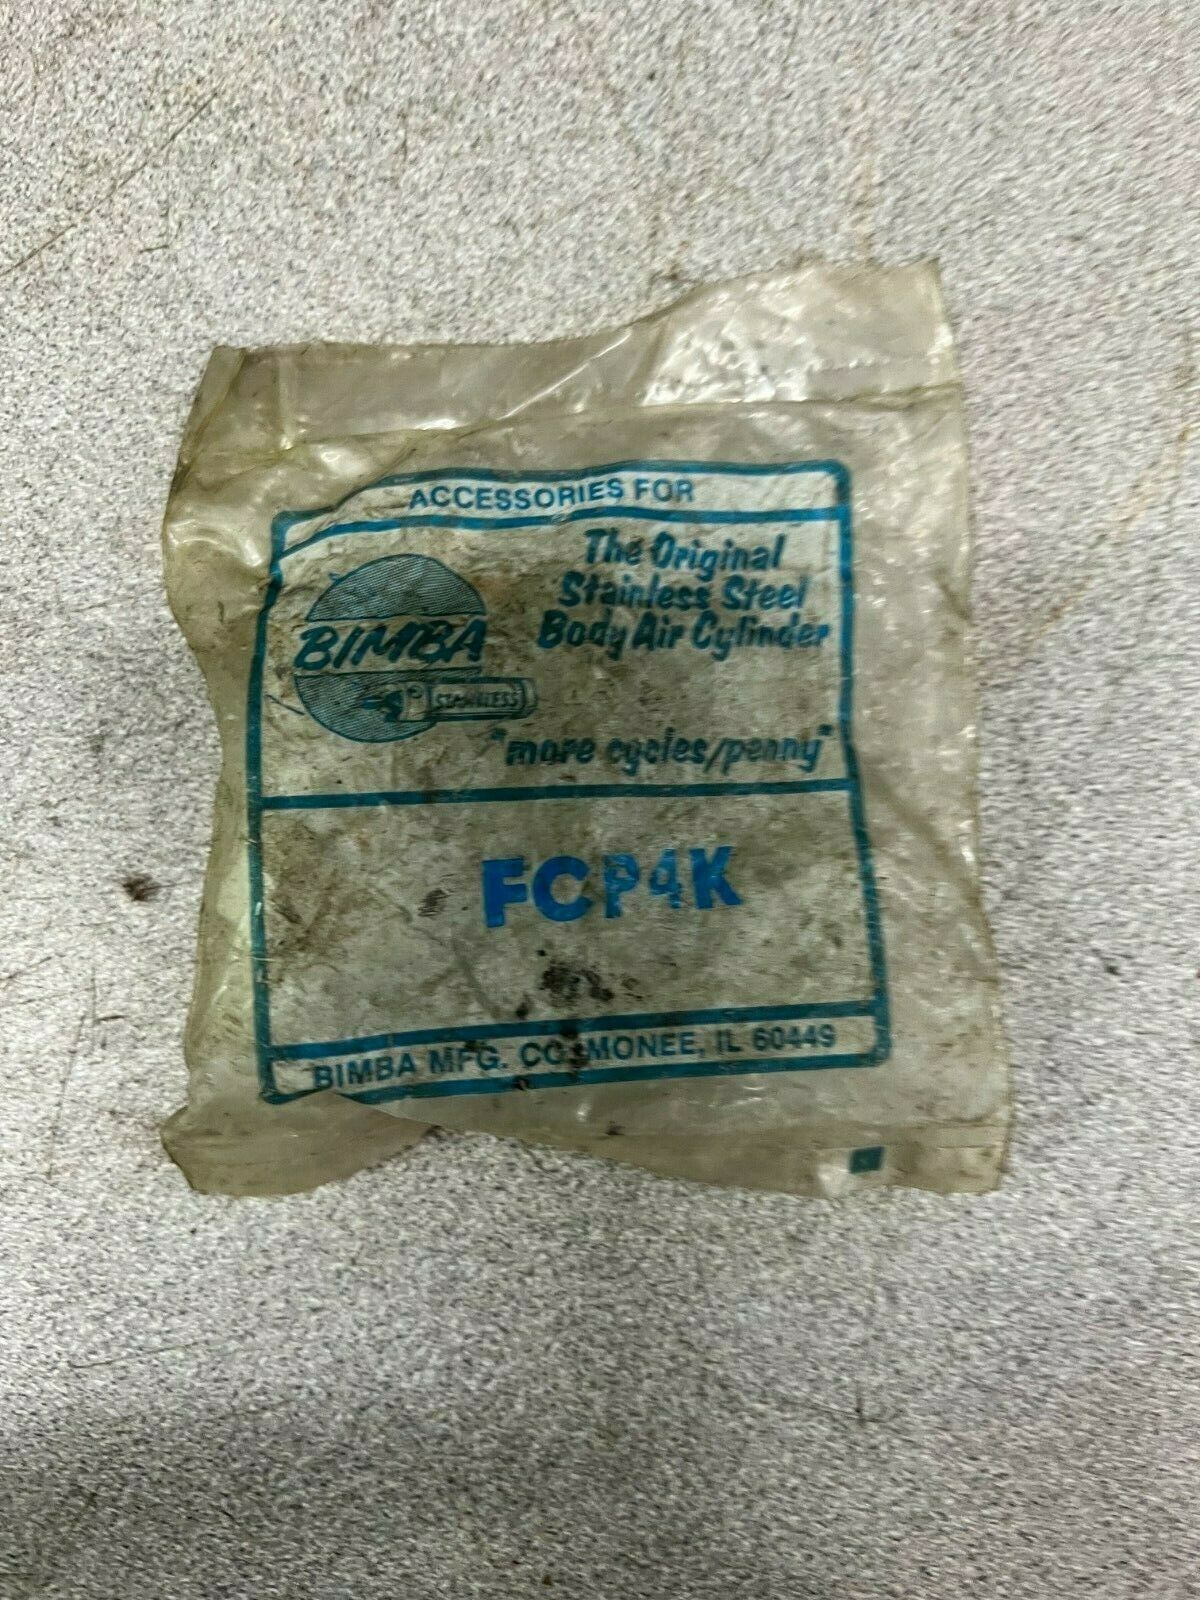 ACCESSORIES FOR
The Original
Stainless Steel
Body Air Cylinder
BIMBA
STAINLESS
"more cycles/penny"
FCP4K
BIMBA MFG. CO. MONEE, IL 60449